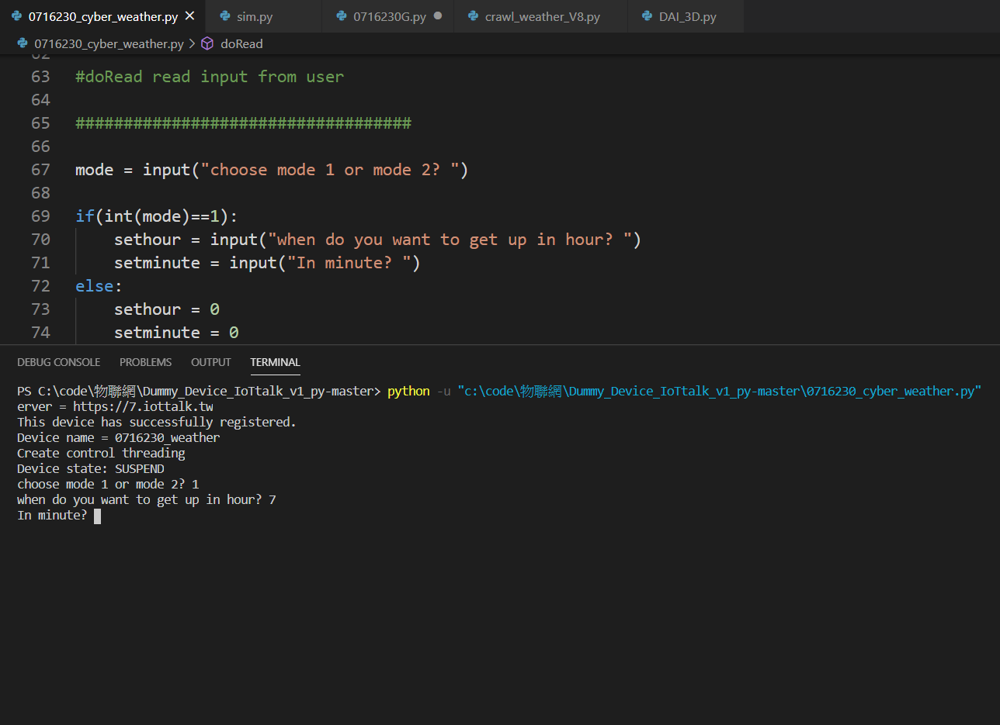 0716230_cyber_weather.py sim.py 0716230G.py crawl_weather_V8.py DAI_3D.py
0716230_cyber_weather.py > doRead
62
63 #doRead read input from user
64
65 ###################################
66
67 mode = input("choose mode 1 or mode 2? ")
68
69 if(int(mode)==1):
70 sethour = input("when do you want to get up in hour? ")
71 setminute = input("In minute? ")
72 else:
73 sethour = 0
74 setminute = 0
DEBUG CONSOLE PROBLEMS OUTPUT TERMINAL
PS C:\code\物聯網\Dummy_Device_IoTtalk_v1_py-master> python -u "c:\code\物聯網\Dummy_Device_IoTtalk_v1_py-master\0716230_cyber_weather.py"
erver = https://7.iottalk.tw
This device has successfully registered.
Device name = 0716230_weather
Create control threading
Device state: SUSPEND
choose mode 1 or mode 2? 1
when do you want to get up in hour? 7
In minute?